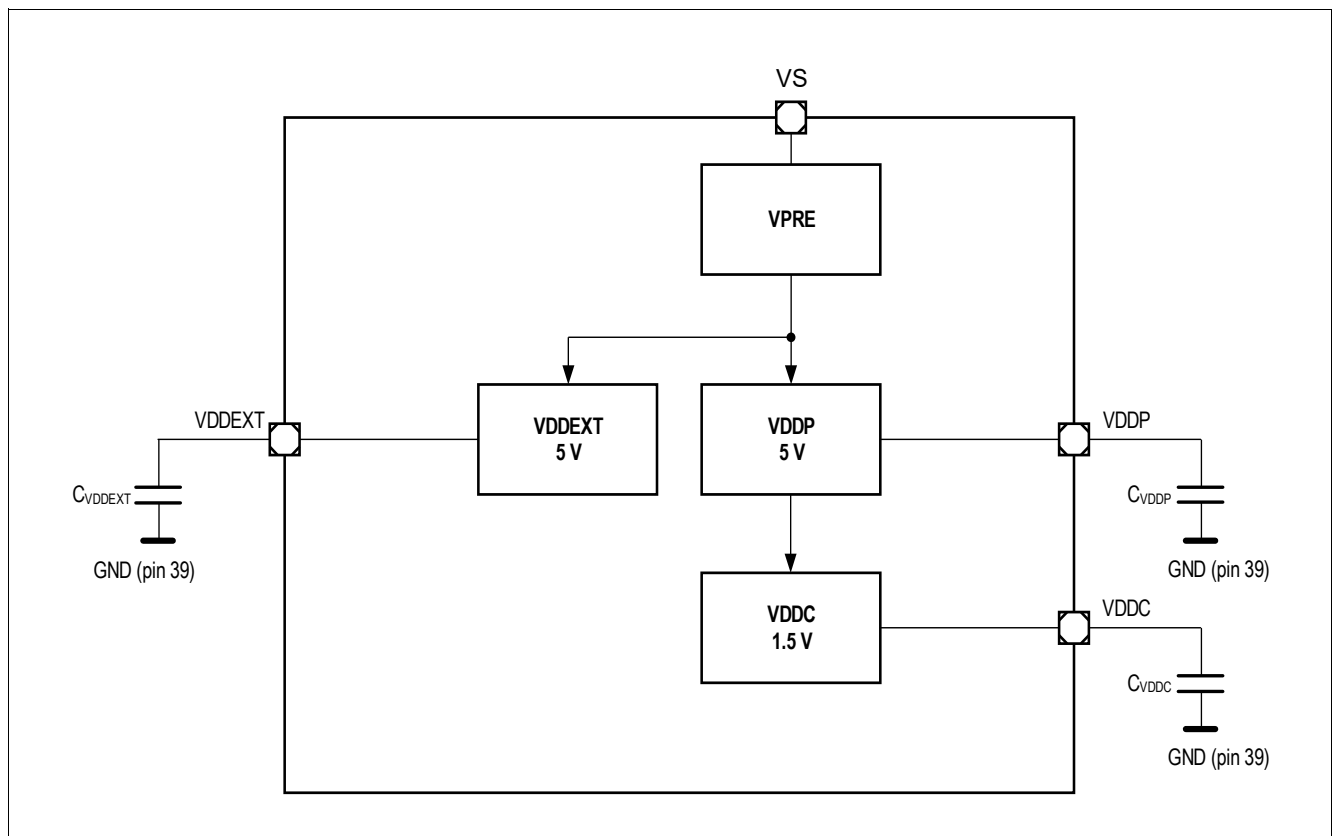 VS
VPRE
VDDEXT
VDDEXT
5 V
VDDP
5 V
VDDP
CVDDEXT
GND (pin 39)
CVDDP
GND (pin 39)
VDDC
1.5 V
VDDC
CVDDC
GND (pin 39)